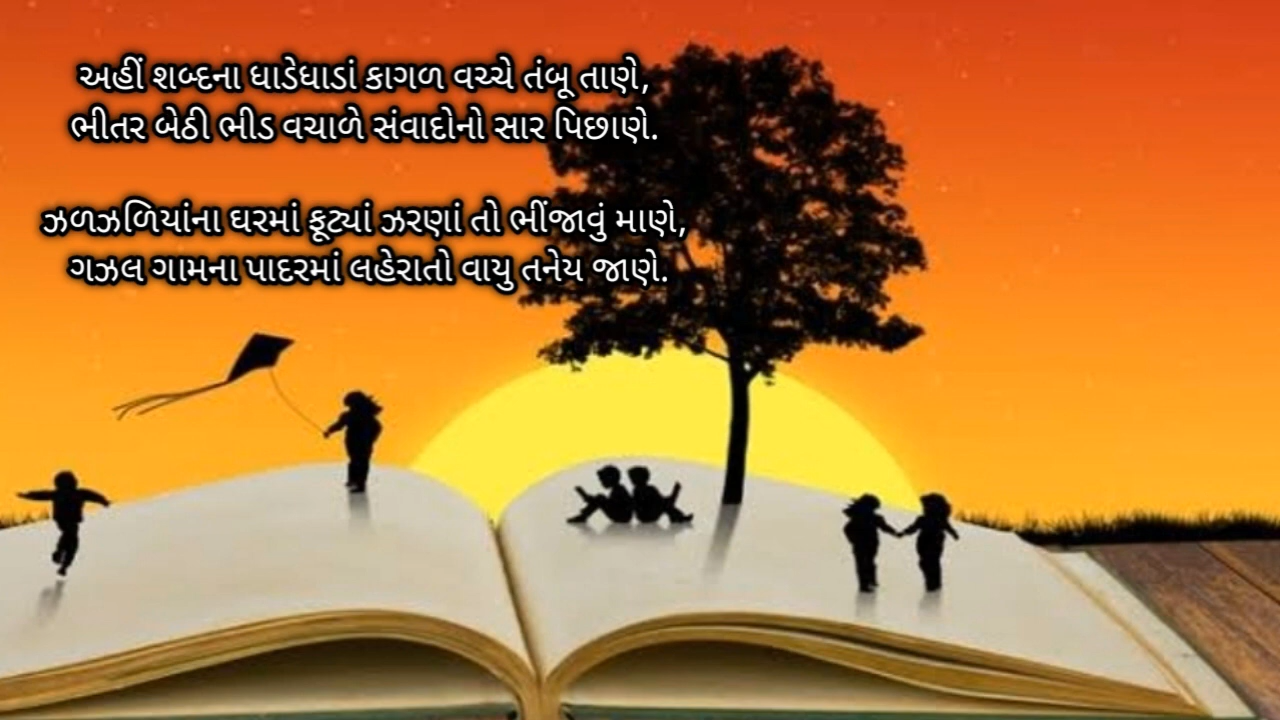 અહીં શબ્દના ધાડેધાડાં કાગળ વચ્ચે તંબૂ તાણે,
ભીતર બેઠી ભીડ વચાળે સંવાદોનો સાર પિછાણે.
ઝળઝળિયાંના ઘરમાં ફૂટ્યાં ઝરણાં તો ભીંજાવું માણે,
ગઝલ ગામના પાદરમાં લહેરાતો વાયુ તનેય જાણે.